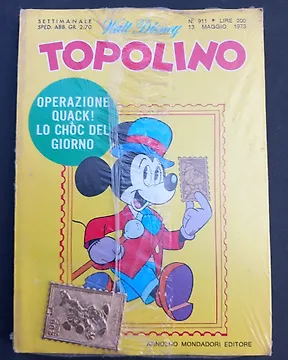 SETTIMANALE
SPED. ABB. GR. 2/70
Walt Disney
N. 911 • LIRE 200
13 MAGGIO 1973
TOPOLINO
OPERAZIONE
QUACK!
LO CHÒC DEL
GIORNO
ARNOLDO MONDADORI EDITORE